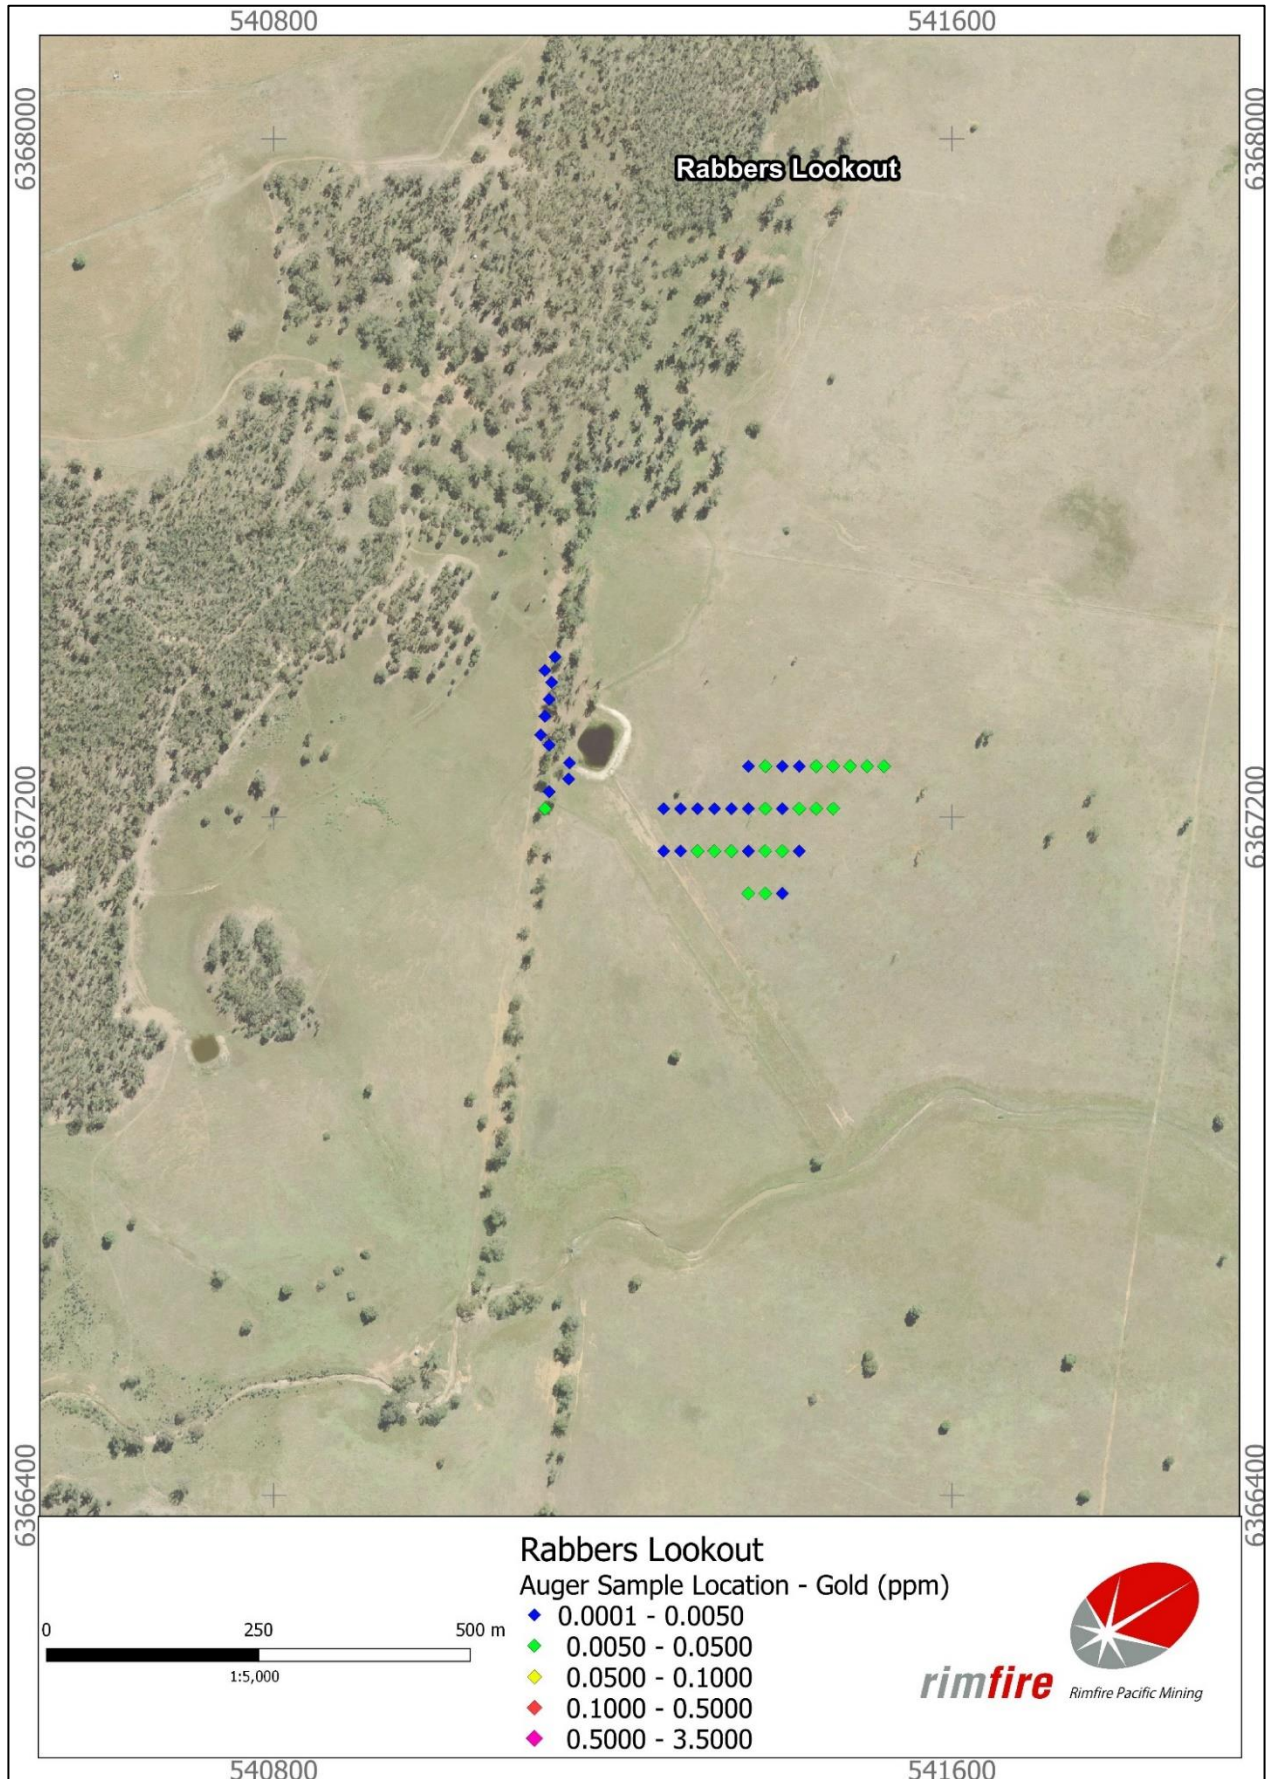 540800 541600
6368000 6368000
Rabbers Lookout
6367200 6367200
6366400 6366400
Rabbers Lookout
Auger Sample Location - Gold (ppm)
0 250 500 m
1:5,000
0.0001 - 0.0050
0.0050 - 0.0500
0.0500 - 0.1000
0.1000 - 0.5000
0.5000 - 3.5000
rimfire Rimfire Pacific Mining
540800 541600